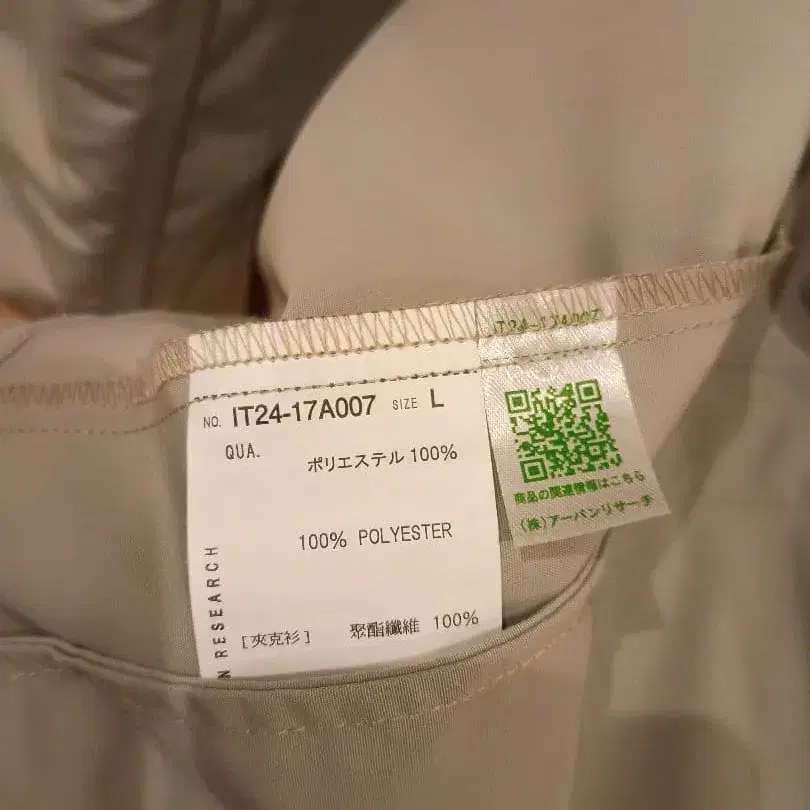 NO. IT24-17A007 SIZE L
QUA.
ポリエステル 100%
100% POLYESTER
[夾克衫] 聚酯纖維 100%
N RESEARCH
IT24-17A007
商品の関連情報はこちら
(株)アーバンリサーチ